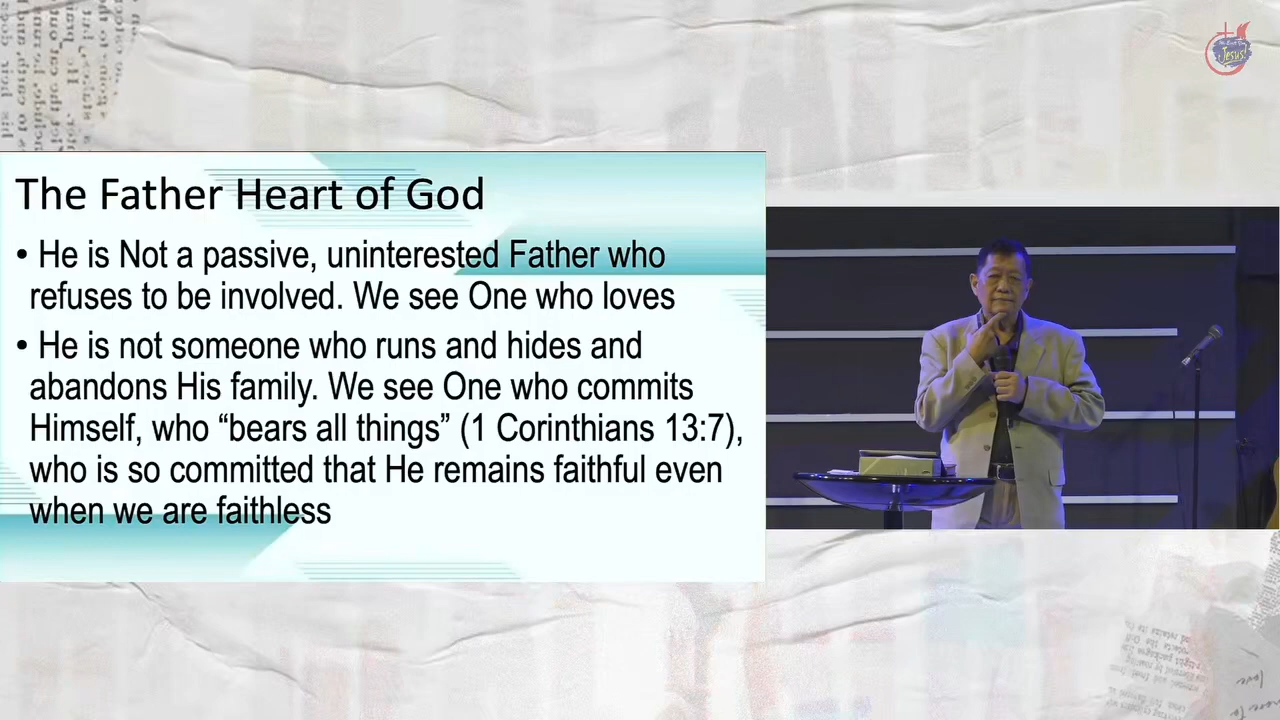 The Father Heart of God
• He is Not a passive, uninterested Father who
refuses to be involved. We see One who loves
• He is not someone who runs and hides and
abandons His family. We see One who commits
Himself, who “bears all things” (1 Corinthians 13:7),
who is so committed that He remains faithful even
when we are faithless
Jesus!
love